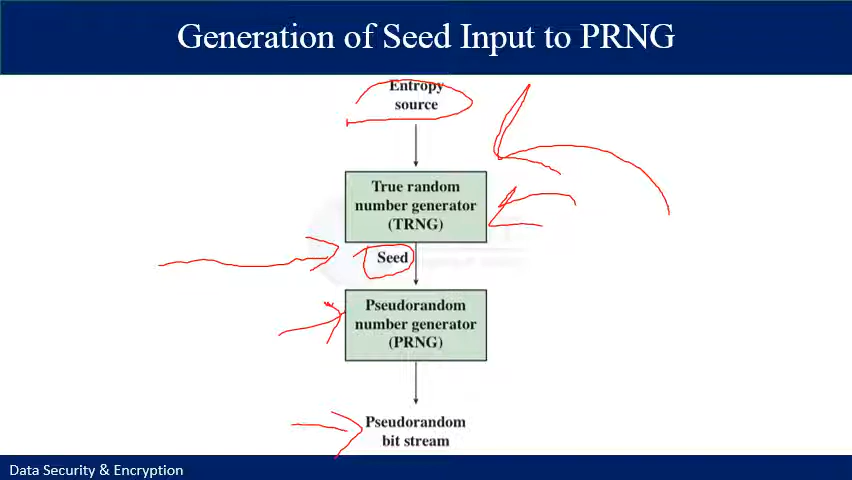 Generation of Seed Input to PRNG
Entropy
source
True random
number generator
(TRNG)
Seed
Pseudorandom
number generator
(PRNG)
Pseudorandom
bit stream
Data Security & Encryption